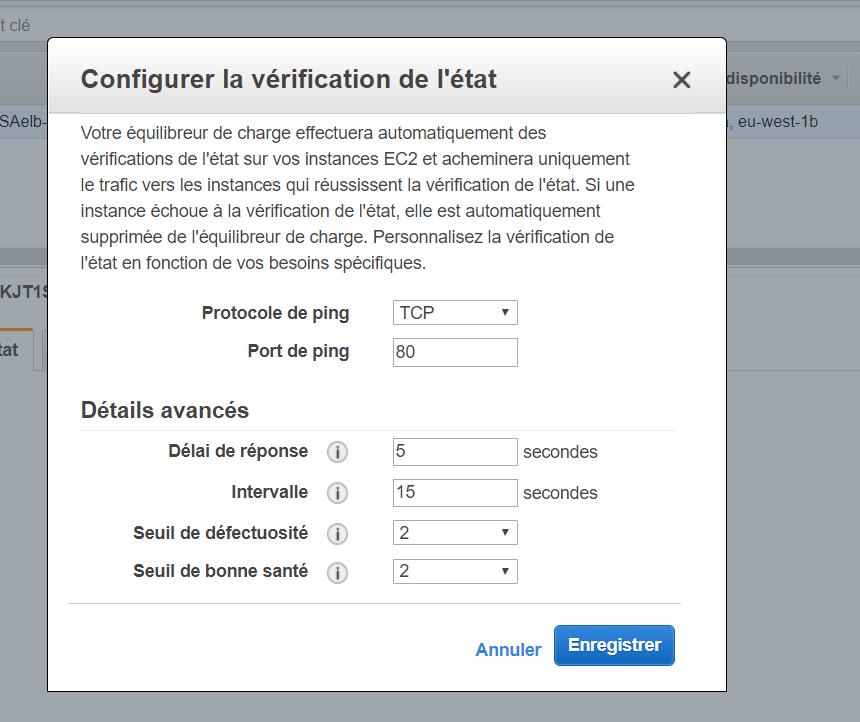 t clé
Configurer la vérification de l'état
disponibilité
SAelb-
, eu-west-1b
Votre équilibreur de charge effectuera automatiquement des
vérifications de l'état sur vos instances EC2 et acheminera uniquement
le trafic vers les instances qui réussissent la vérification de l'état. Si une
instance échoue à la vérification de l'état, elle est automatiquement
supprimée de l'équilibreur de charge. Personnalisez la vérification de
l'état en fonction de vos besoins spécifiques.
KJT1S
Protocole de ping TCP
tat
Port de ping 80
Détails avancés
Délai de réponse i 5 secondes
Intervalle i 15 secondes
Seuil de défectuosité i 2
Seuil de bonne santé i 2
Annuler Enregistrer